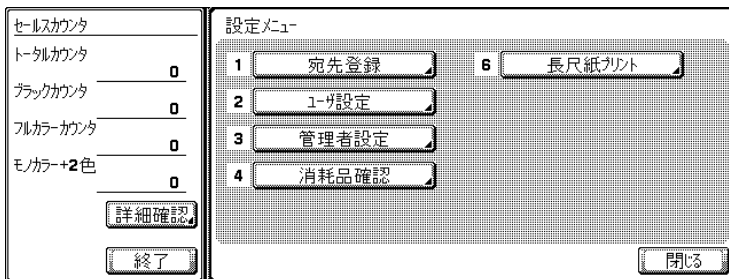 セールスカウンタ
トータルカウンタ
0
ブラックカウンタ
0
フルカラーカウンタ
0
モノカラー+2色
0
詳細確認
終了
設定メニュー
1 宛先登録
6 長尺紙プリント
2 ユーザ設定
3 管理者設定
4 消耗品確認
閉じる